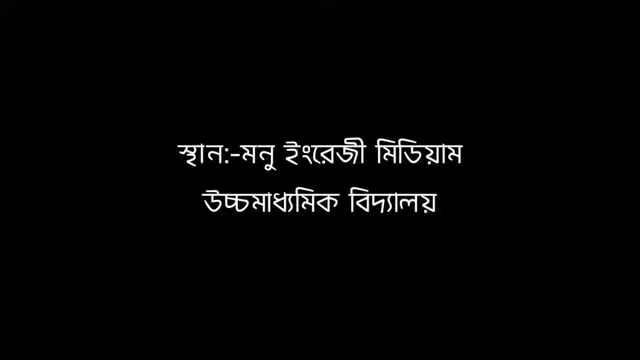 স্থান:-মনু ইংরেজী মিডিয়াম
উচ্চমাধ্যমিক বিদ্যালয়